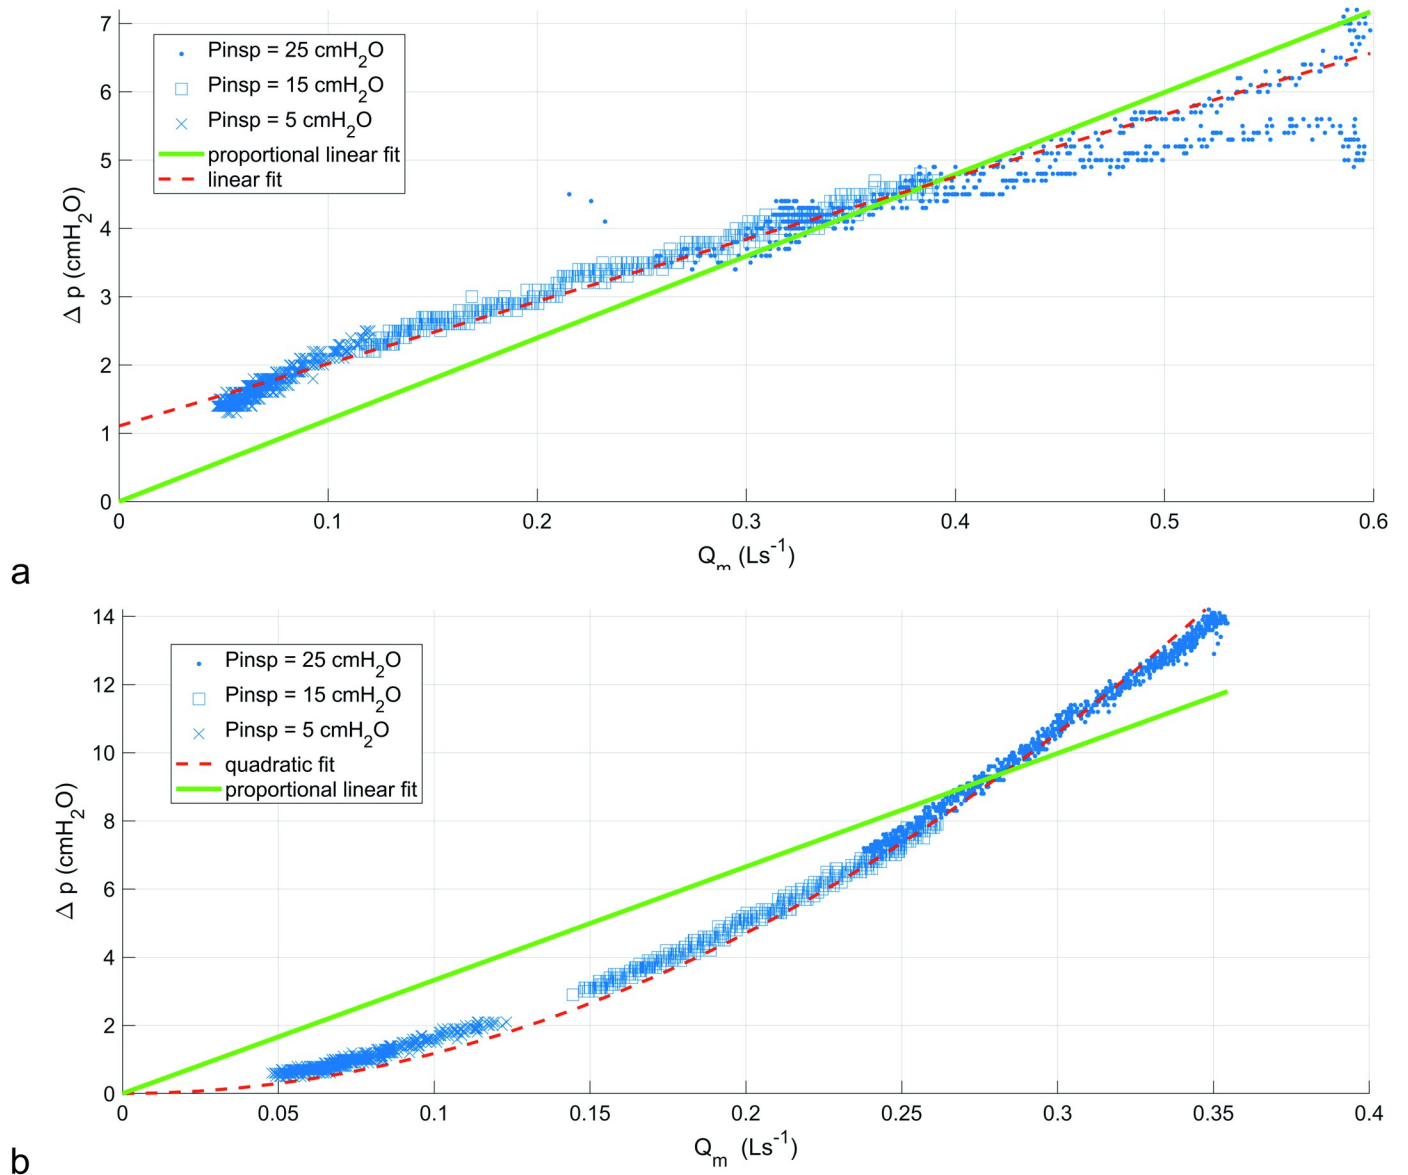 7
6
5
4
3
2
1
0
Δ p (cmH2O)
Pinsp = 25 cmH2O
Pinsp = 15 cmH2O
Pinsp = 5 cmH2O
proportional linear fit
linear fit
0 0.1 0.2 0.3 0.4 0.5 0.6
Qm (Ls-1)
a
14
12
10
8
6
4
2
0
Δ p (cmH2O)
Pinsp = 25 cmH2O
Pinsp = 15 cmH2O
Pinsp = 5 cmH2O
quadratic fit
proportional linear fit
0 0.05 0.1 0.15 0.2 0.25 0.3 0.35 0.4
Qm (Ls-1)
b